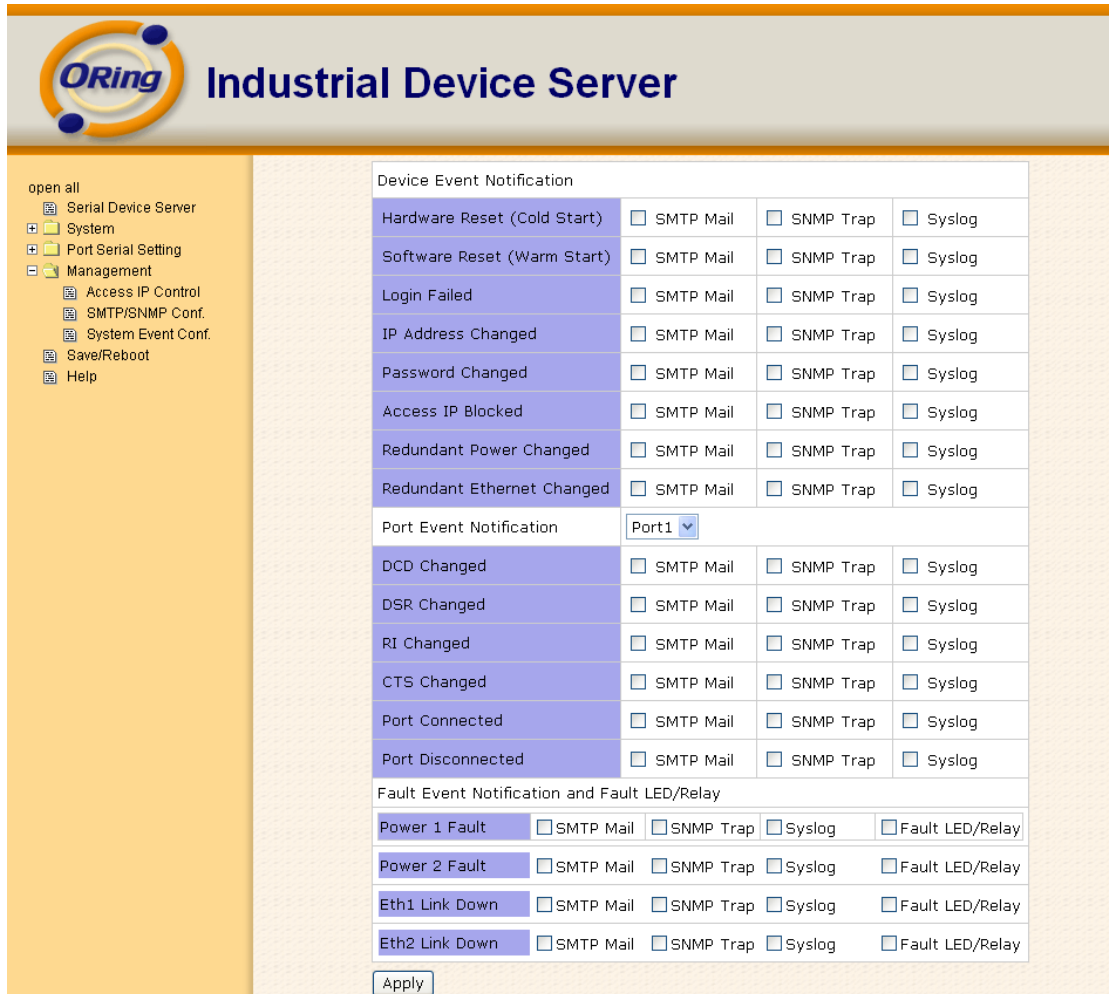 ORing
Industrial Device Server
open all
Serial Device Server
System
Port Serial Setting
Management
Access IP Control
SMTP/SNMP Conf.
System Event Conf.
Save/Reboot
Help
Device Event Notification
Hardware Reset (Cold Start) SMTP Mail SNMP Trap Syslog
Software Reset (Warm Start) SMTP Mail SNMP Trap Syslog
Login Failed SMTP Mail SNMP Trap Syslog
IP Address Changed SMTP Mail SNMP Trap Syslog
Password Changed SMTP Mail SNMP Trap Syslog
Access IP Blocked SMTP Mail SNMP Trap Syslog
Redundant Power Changed SMTP Mail SNMP Trap Syslog
Redundant Ethernet Changed SMTP Mail SNMP Trap Syslog
Port Event Notification Port1
DCD Changed SMTP Mail SNMP Trap Syslog
DSR Changed SMTP Mail SNMP Trap Syslog
RI Changed SMTP Mail SNMP Trap Syslog
CTS Changed SMTP Mail SNMP Trap Syslog
Port Connected SMTP Mail SNMP Trap Syslog
Port Disconnected SMTP Mail SNMP Trap Syslog
Fault Event Notification and Fault LED/Relay
Power 1 Fault SMTP Mail SNMP Trap Syslog Fault LED/Relay
Power 2 Fault SMTP Mail SNMP Trap Syslog Fault LED/Relay
Eth1 Link Down SMTP Mail SNMP Trap Syslog Fault LED/Relay
Eth2 Link Down SMTP Mail SNMP Trap Syslog Fault LED/Relay
Apply